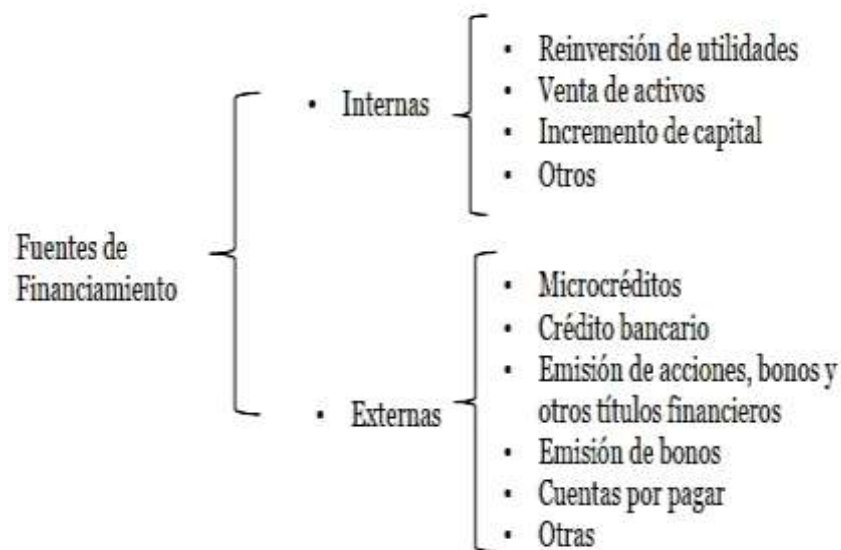 Fuentes de
Financiamiento
• Internas
• Reinversión de utilidades
• Venta de activos
• Incremento de capital
• Otros
• Externas
• Microcréditos
• Crédito bancario
• Emisión de acciones, bonos y
otros títulos financieros
• Emisión de bonos
• Cuentas por pagar
• Otras